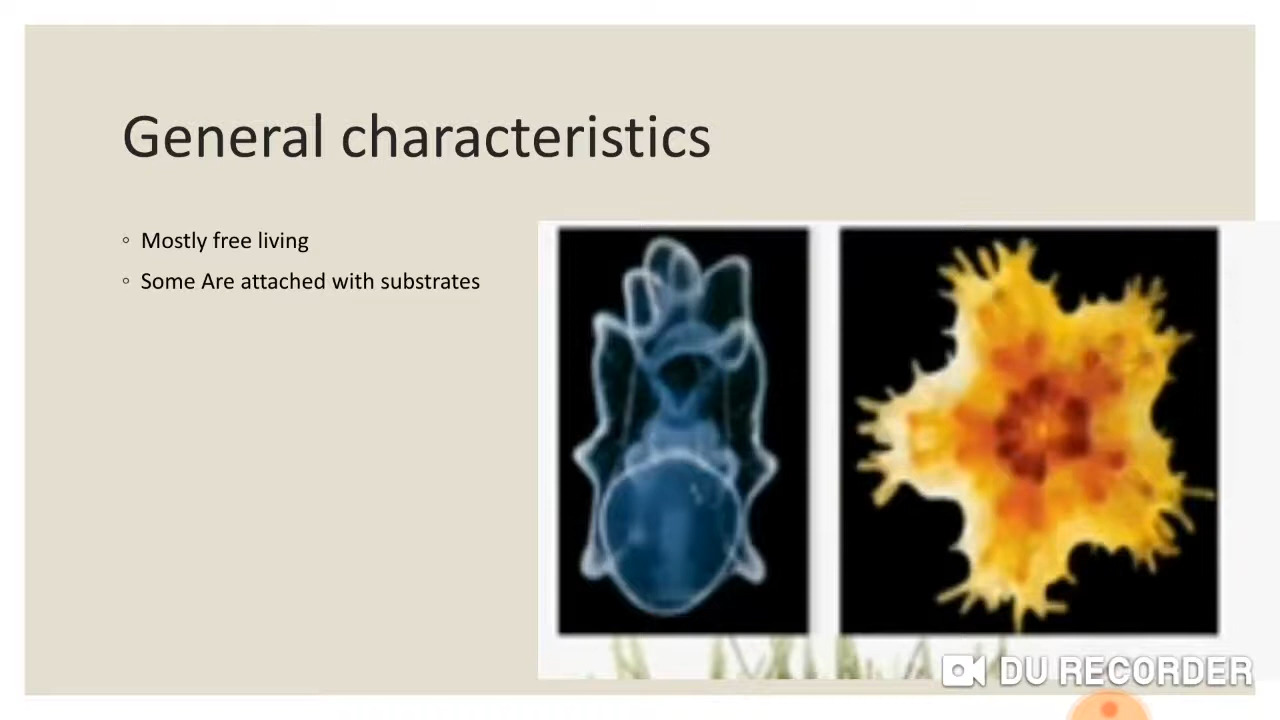 General characteristics
◦ Mostly free living
◦ Some Are attached with substrates
DU RECORDER